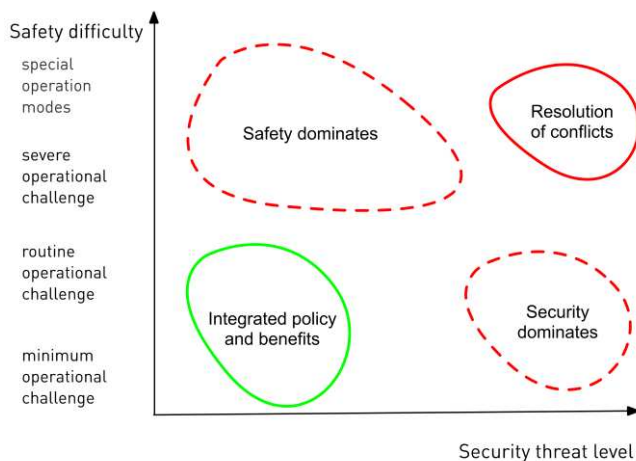 Safety difficulty
special
operation
modes
severe
operational
challenge
routine
operational
challenge
minimum
operational
challenge
Safety dominates
Resolution
of conflicts
Integrated policy
and benefits
Security
dominates
Security threat level